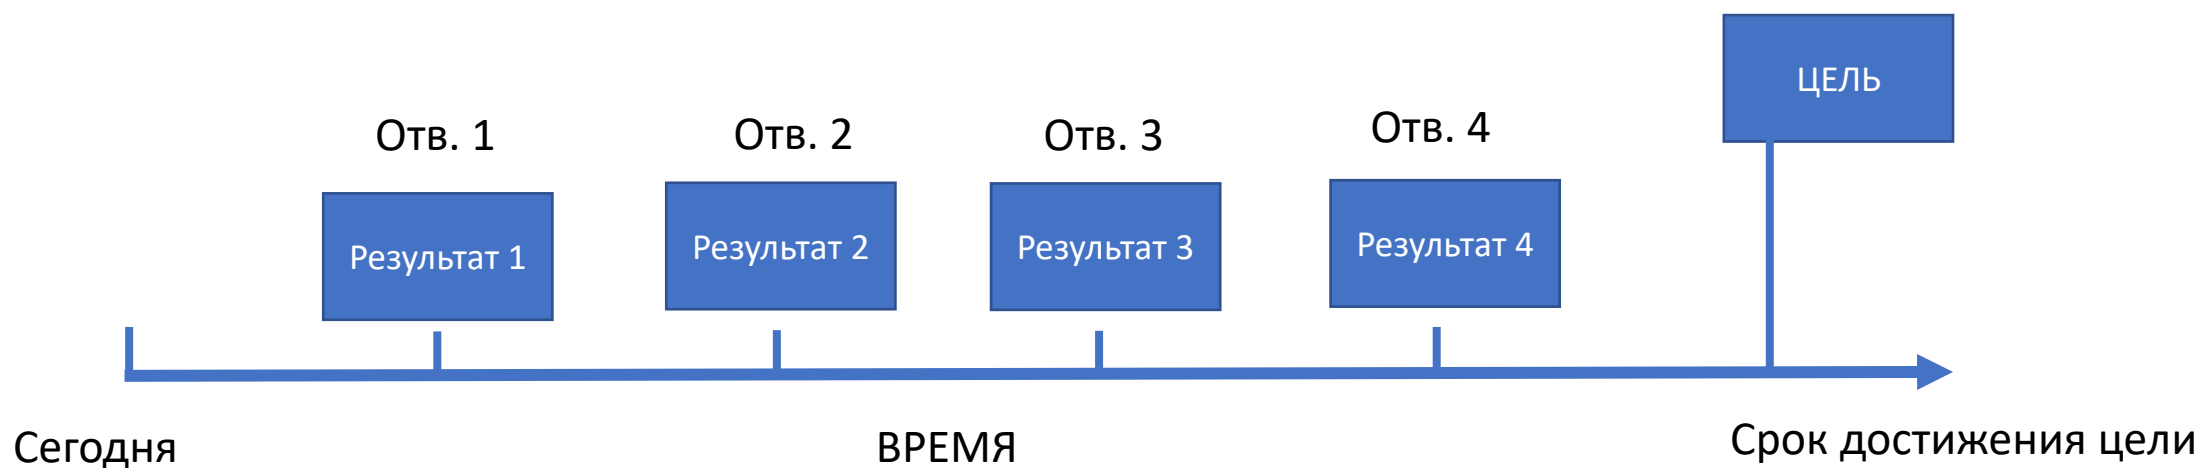 ЦЕЛЬ
Отв. 1
Отв. 2
Отв. 3
Отв. 4
Результат 1
Результат 2
Результат 3
Результат 4
Сегодня
ВРЕМЯ
Срок достижения цели